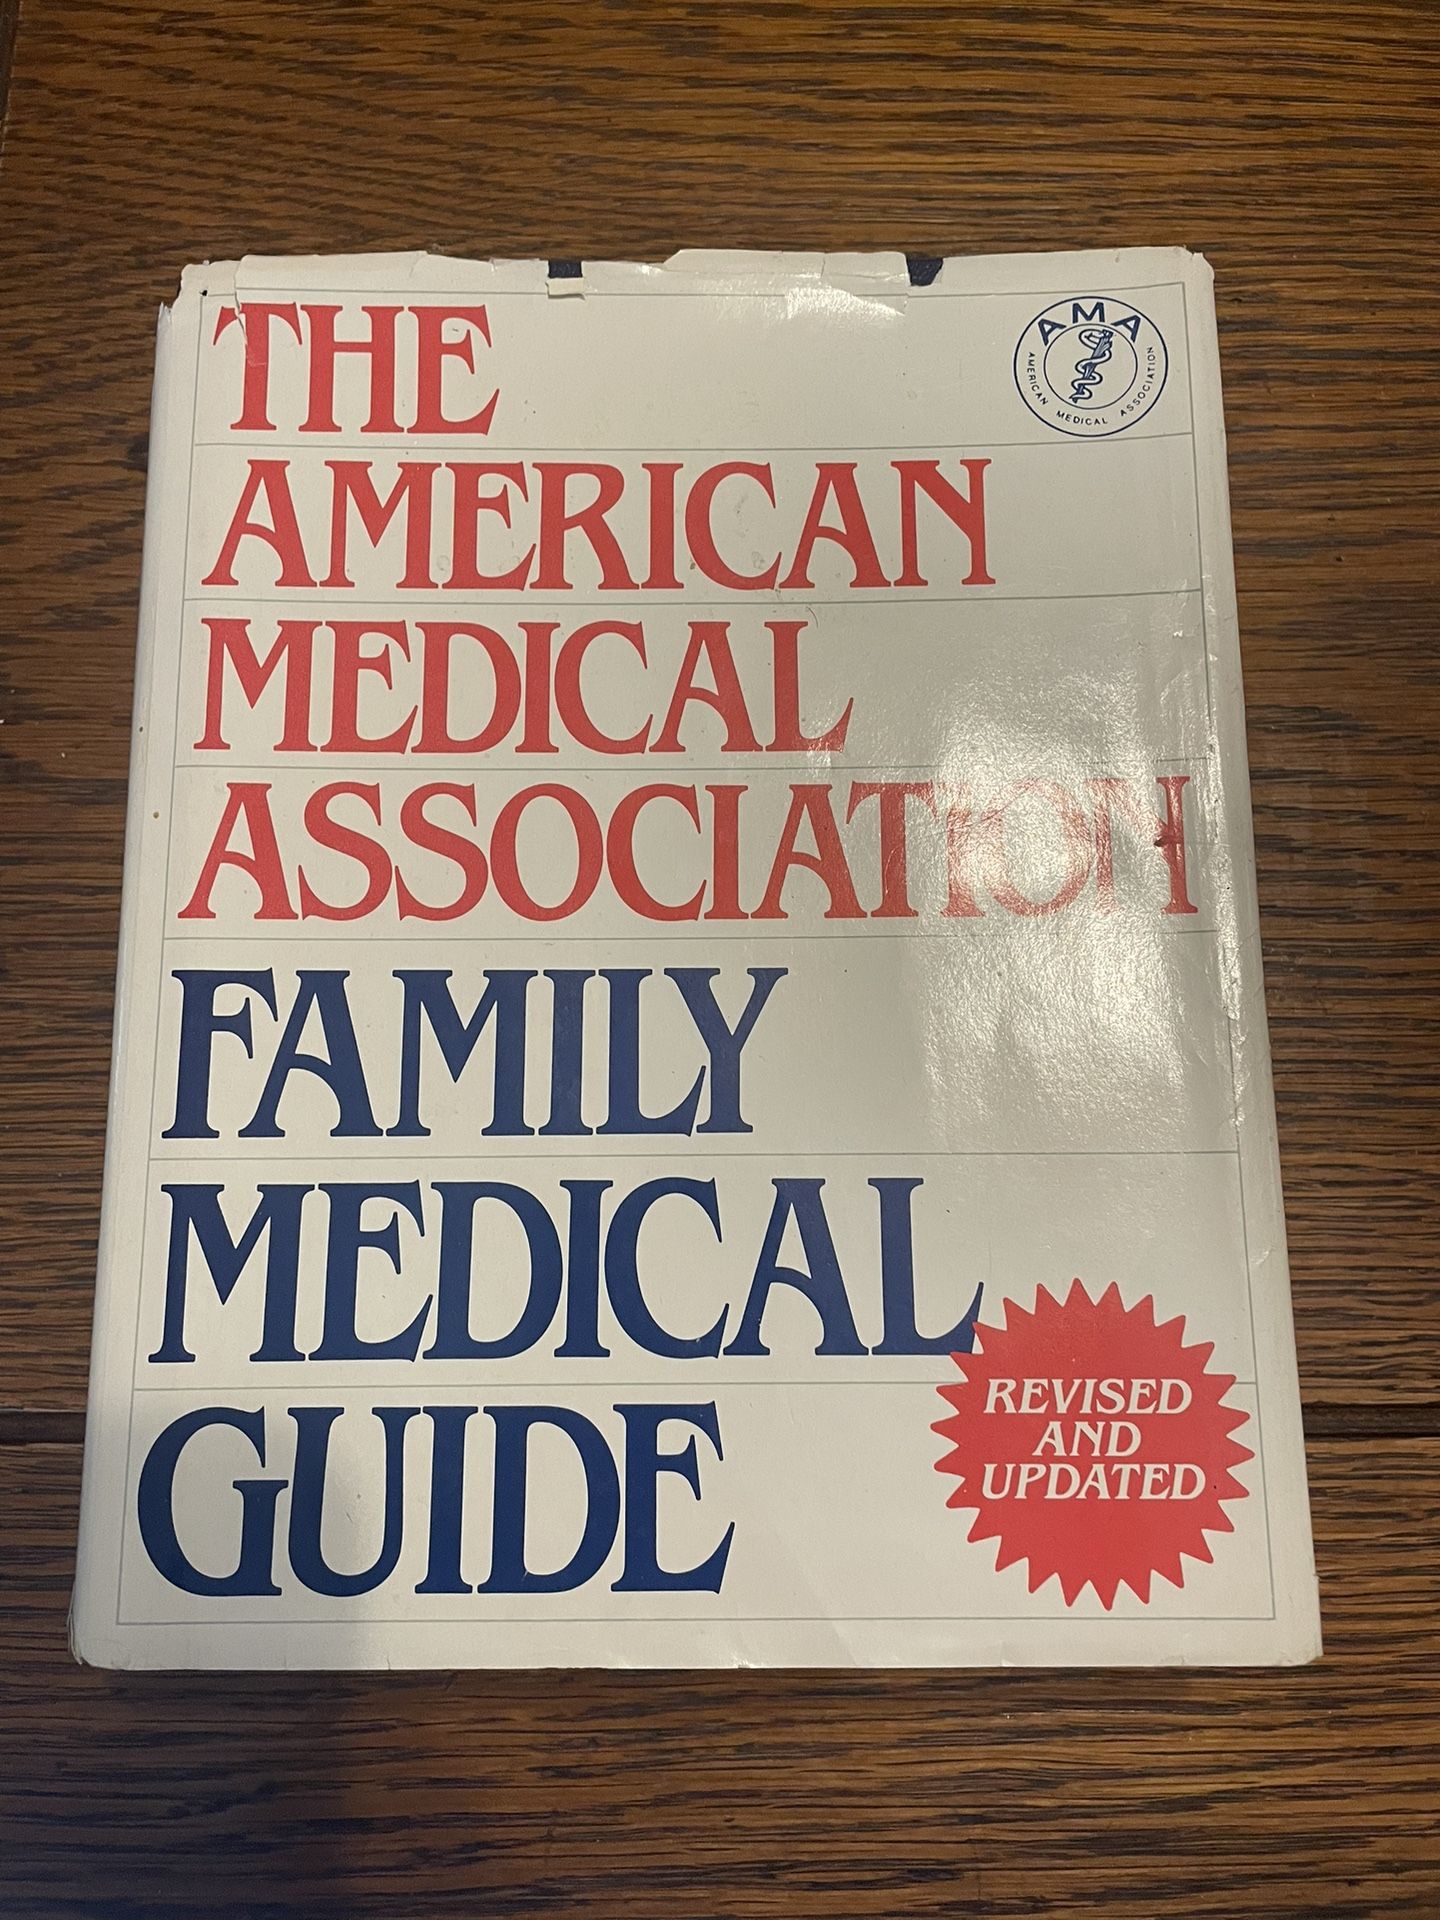 THE
AMA
AMERICAN MEDICAL ASSOCIATION
AMERICAN
MEDICAL
ASSOCIATION
FAMILY
MEDICAL
GUIDE
REVISED
AND
UPDATED